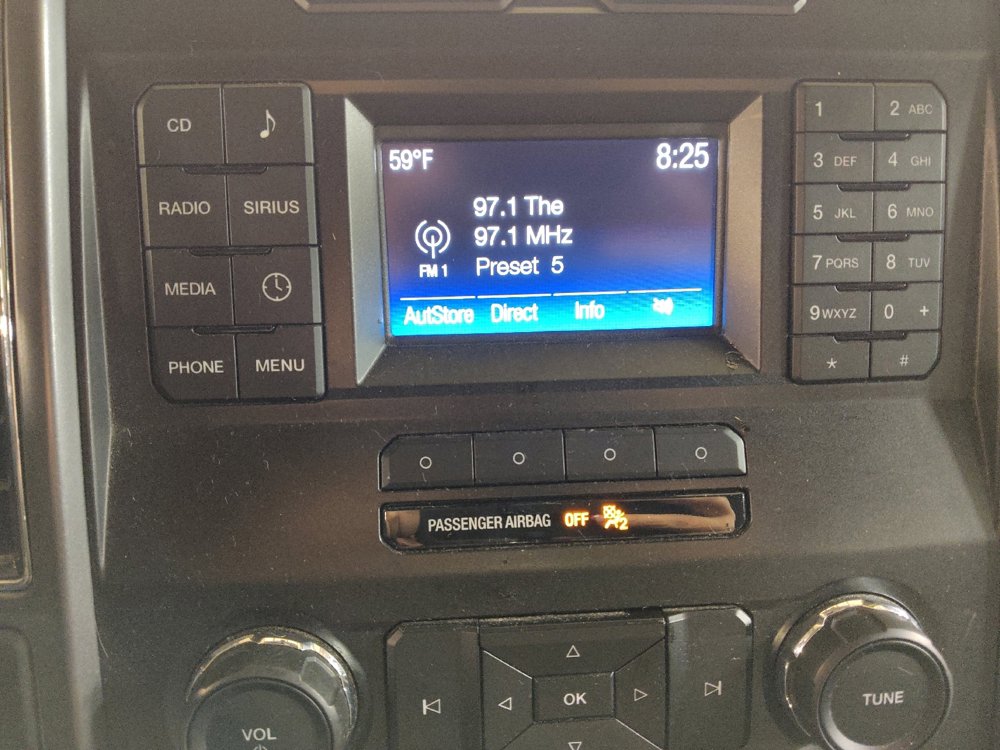 CD
RADIO SIRIUS
MEDIA
PHONE MENU
59°F 8:25
97.1 The
97.1 MHz
FM 1
Preset 5
AutStore Direct Info
1 2 ABC
3 DEF 4 GHI
5 JKL 6 MNO
7 PQRS 8 TUV
9 WXYZ 0 +
* #
PASSENGER AIRBAG OFF 2
OK
VOL
TUNE